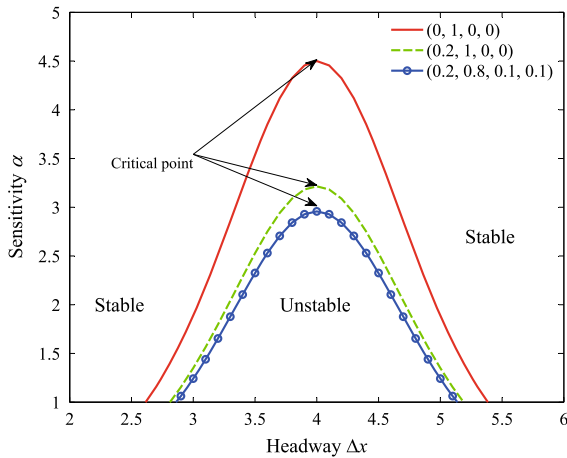 5
4.5
4
3.5
3
2.5
2
1.5
1
2
2.5
3
3.5
4
4.5
5
5.5
6
Sensitivity α
Headway Δx
(0, 1, 0, 0)
(0.2, 1, 0, 0)
(0.2, 0.8, 0.1, 0.1)
Critical point
Stable
Stable
Unstable